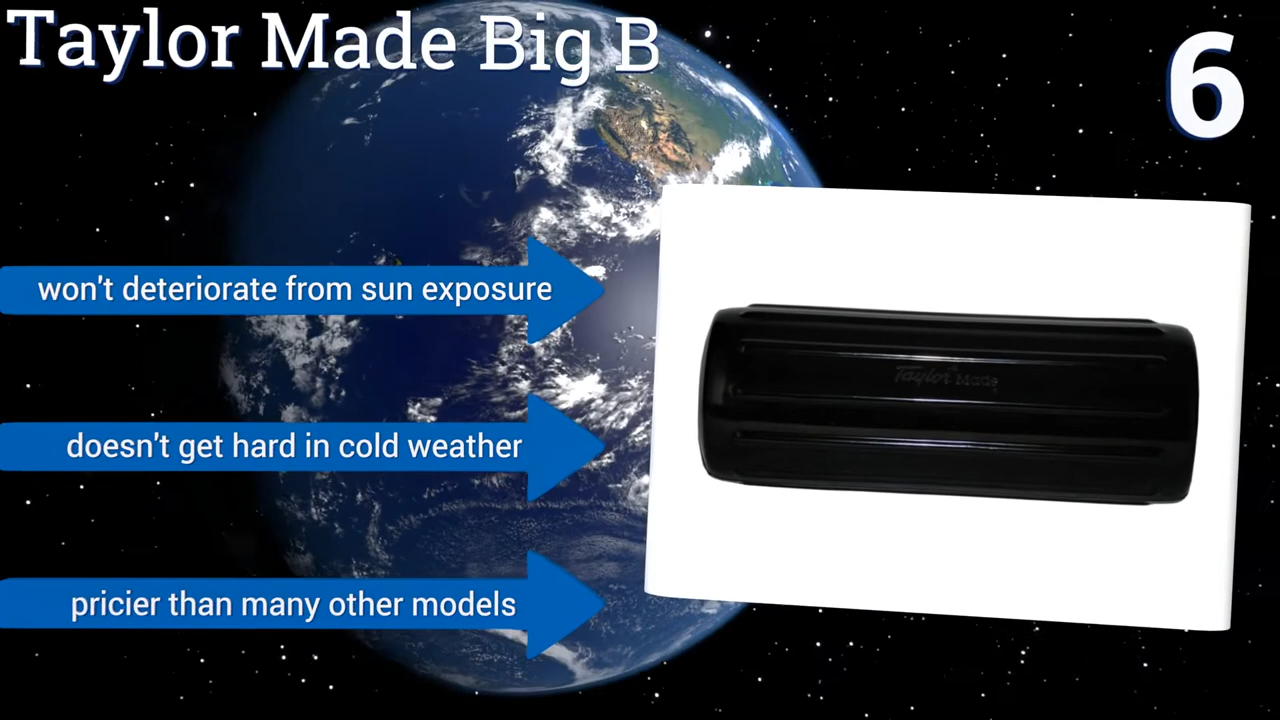 Taylor Made Big B
6
won't deteriorate from sun exposure
doesn't get hard in cold weather
pricier than many other models
Taylor Made